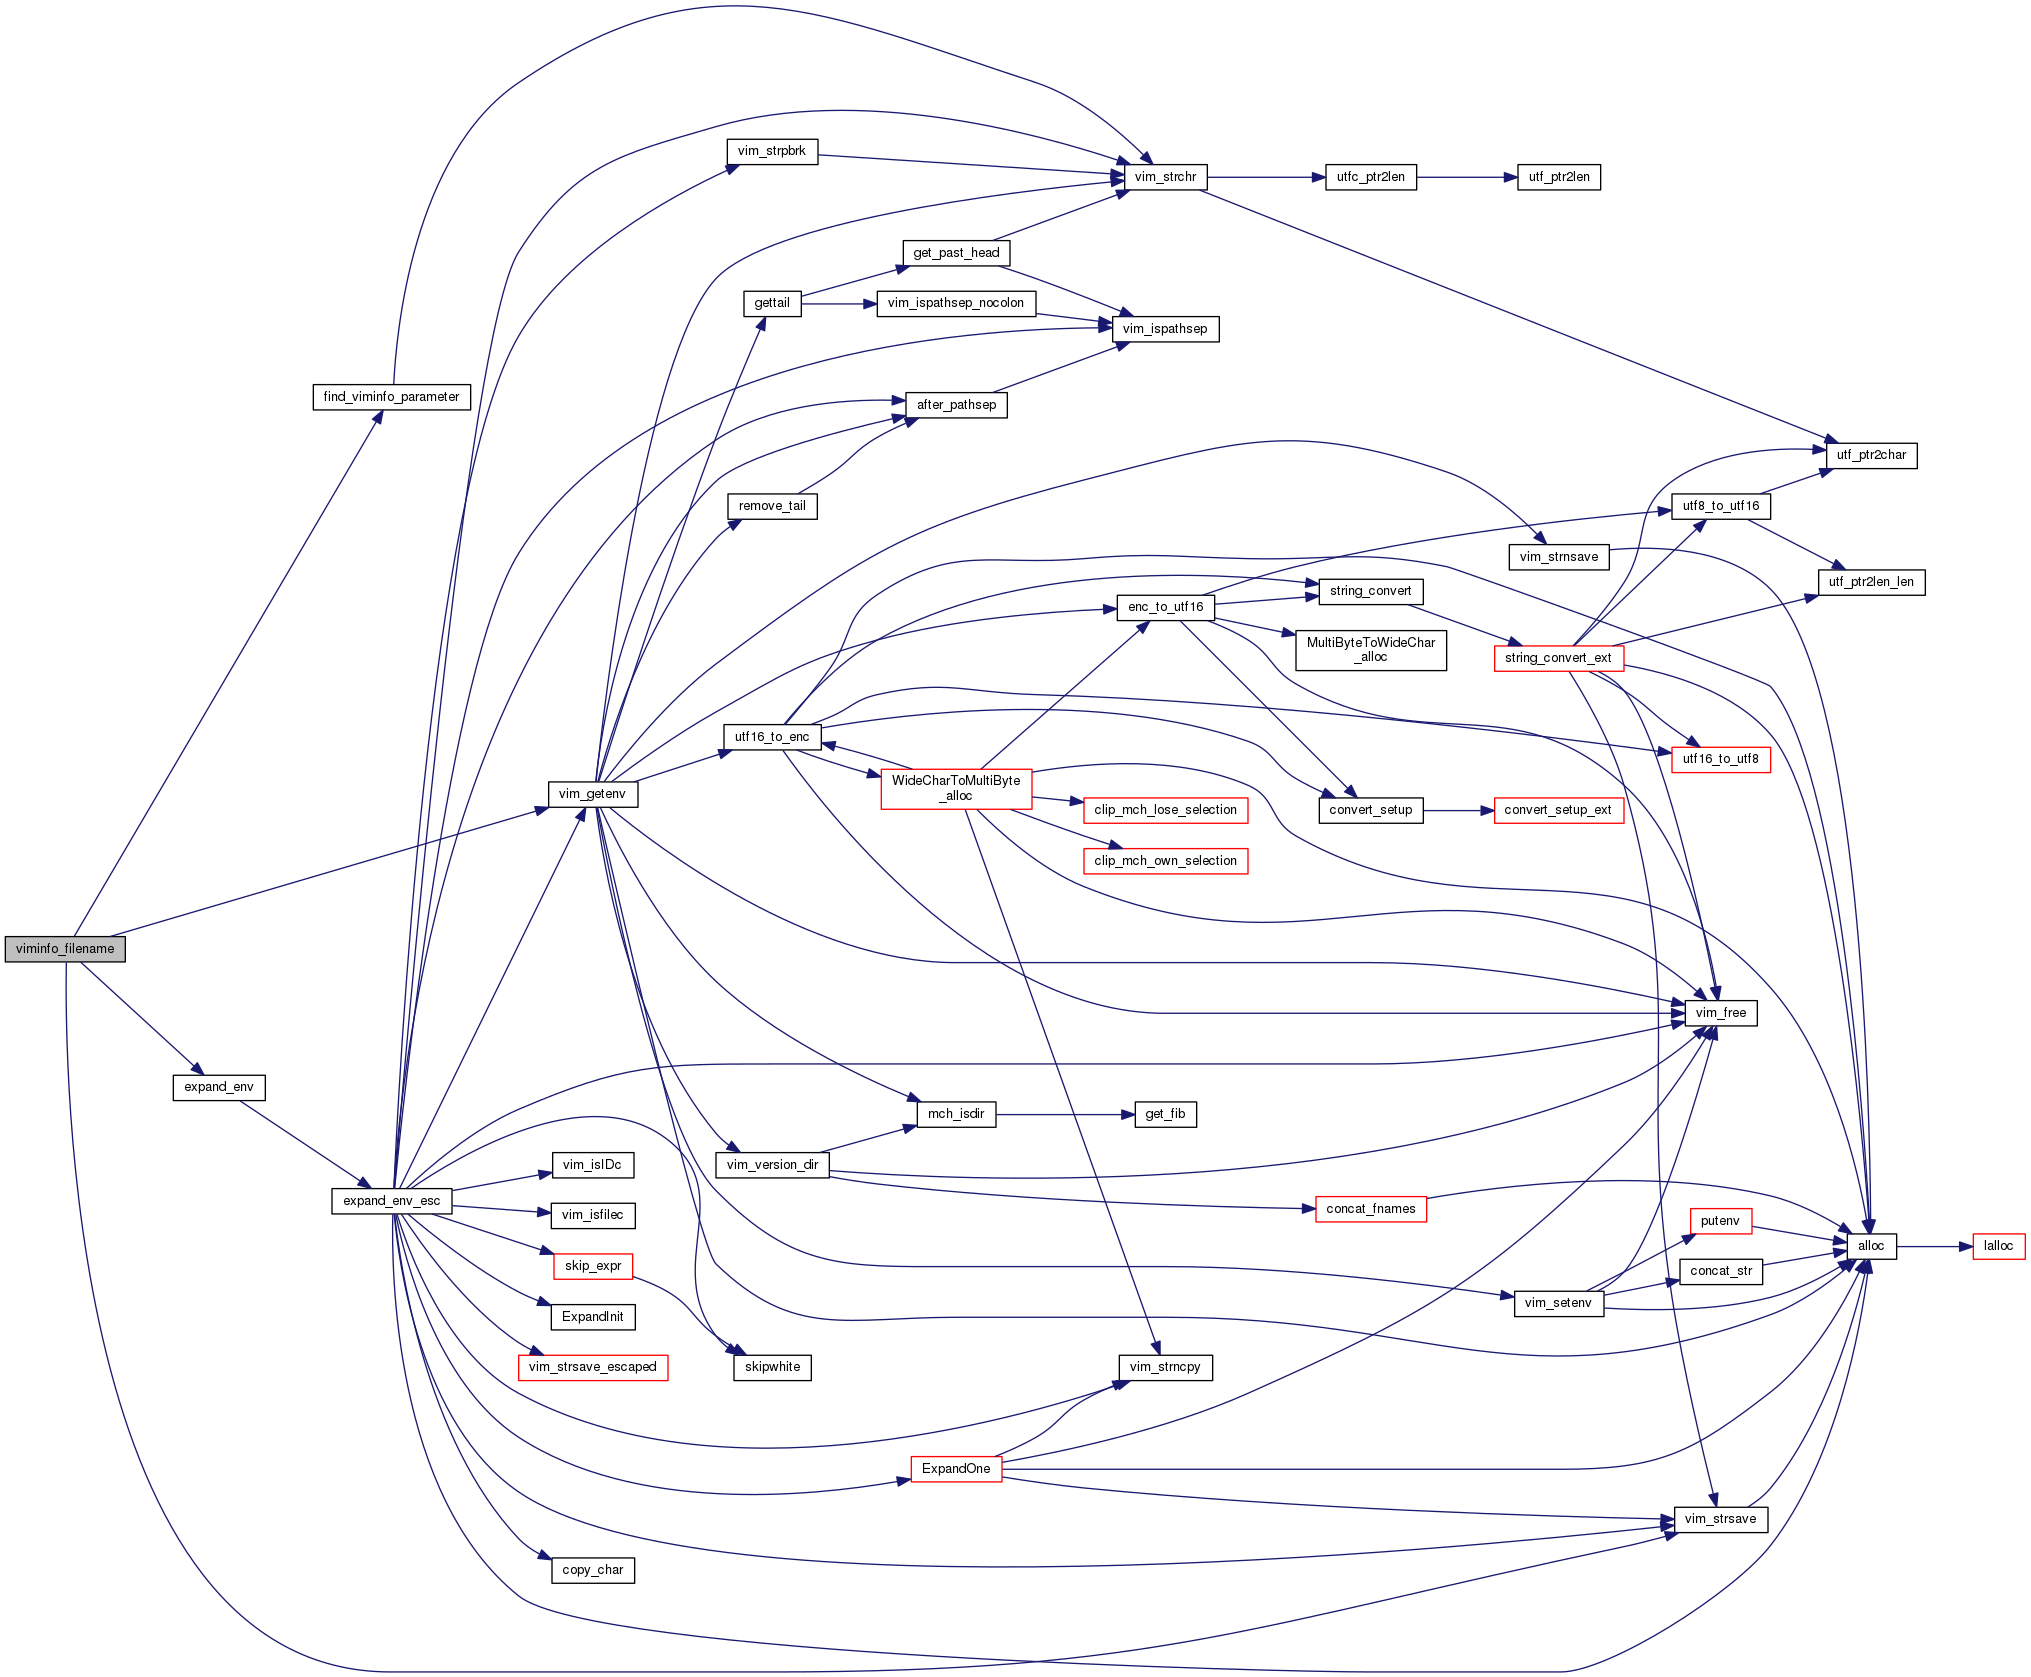 vim_strpbrk
vim_strchr
utfc_ptr2len
utf_ptr2len
get_past_head
gettail
vim_ispathsep_nocolon
vim_ispathsep
find_viminfo_parameter
after_pathsep
utf_ptr2char
remove_tail
utf8_to_utf16
vim_strnsave
utf_ptr2len_len
string_convert
enc_to_utf16
MultiByteToWideChar
_alloc
string_convert_ext
utf16_to_enc
utf16_to_utf8
WideCharToMultiByte
_alloc
vim_getenv
clip_mch_lose_selection
convert_setup
convert_setup_ext
clip_mch_own_selection
viminfo_filename
vim_free
expand_env
mch_isdir
get_fib
vim_isIDc
vim_version_dir
expand_env_esc
vim_isfilec
concat_fnames
putenv
alloc
lalloc
skip_expr
concat_str
vim_setenv
ExpandInit
vim_strsave_escaped
skipwhite
vim_strncpy
ExpandOne
vim_strsave
copy_char